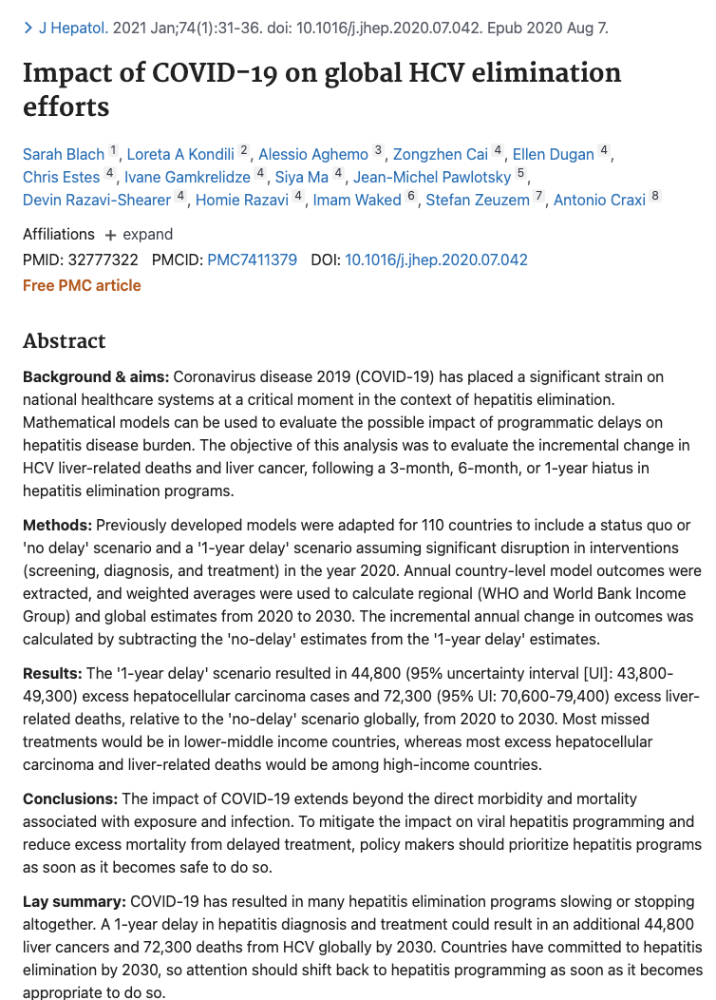 > J Hepatol. 2021 Jan;74(1):31-36. doi: 10.1016/j.jhep.2020.07.042. Epub 2020 Aug 7.
Impact of COVID-19 on global HCV elimination
efforts
Sarah Blach 1, Loreta A Kondili 2, Alessio Aghemo 3, Zongzhen Cai 4, Ellen Dugan 4,
Chris Estes 4, Ivane Gamkrelidze 4, Siya Ma 4, Jean-Michel Pawlotsky 5,
Devin Razavi-Shearer 4, Homie Razavi 4, Imam Waked 6, Stefan Zeuzem 7, Antonio Craxi 8
Affiliations + expand
PMID: 32777322 PMCID: PMC7411379 DOI: 10.1016/j.jhep.2020.07.042
Free PMC article
Abstract
Background & aims: Coronavirus disease 2019 (COVID-19) has placed a significant strain on
national healthcare systems at a critical moment in the context of hepatitis elimination.
Mathematical models can be used to evaluate the possible impact of programmatic delays on
hepatitis disease burden. The objective of this analysis was to evaluate the incremental change in
HCV liver-related deaths and liver cancer, following a 3-month, 6-month, or 1-year hiatus in
hepatitis elimination programs.
Methods: Previously developed models were adapted for 110 countries to include a status quo or
'no delay' scenario and a '1-year delay' scenario assuming significant disruption in interventions
(screening, diagnosis, and treatment) in the year 2020. Annual country-level model outcomes were
extracted, and weighted averages were used to calculate regional (WHO and World Bank Income
Group) and global estimates from 2020 to 2030. The incremental annual change in outcomes was
calculated by subtracting the 'no-delay' estimates from the '1-year delay' estimates.
Results: The '1-year delay' scenario resulted in 44,800 (95% uncertainty interval [UI]: 43,800-
49,300) excess hepatocellular carcinoma cases and 72,300 (95% UI: 70,600-79,400) excess liver-
related deaths, relative to the 'no-delay' scenario globally, from 2020 to 2030. Most missed
treatments would be in lower-middle income countries, whereas most excess hepatocellular
carcinoma and liver-related deaths would be among high-income countries.
Conclusions: The impact of COVID-19 extends beyond the direct morbidity and mortality
associated with exposure and infection. To mitigate the impact on viral hepatitis programming and
reduce excess mortality from delayed treatment, policy makers should prioritize hepatitis programs
as soon as it becomes safe to do so.
Lay summary: COVID-19 has resulted in many hepatitis elimination programs slowing or stopping
altogether. A 1-year delay in hepatitis diagnosis and treatment could result in an additional 44,800
liver cancers and 72,300 deaths from HCV globally by 2030. Countries have committed to hepatitis
elimination by 2030, so attention should shift back to hepatitis programming as soon as it becomes
appropriate to do so.